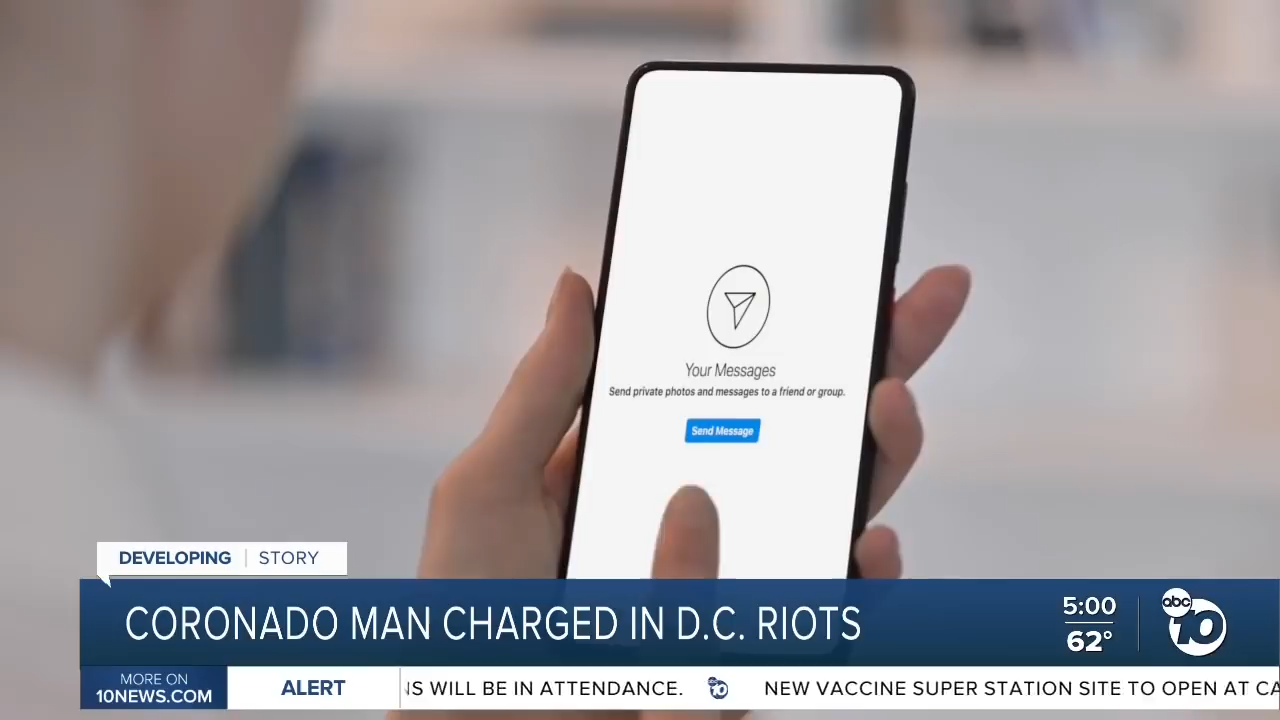 Your Messages
Send private photos and messages to a friend or group.
Send Message
DEVELOPING | STORY
CORONADO MAN CHARGED IN D.C. RIOTS
5:00
62°
abc 10
MORE ON
10NEWS.COM
ALERT
S WILL BE IN ATTENDANCE.
abc 10
NEW VACCINE SUPER STATION SITE TO OPEN AT CA